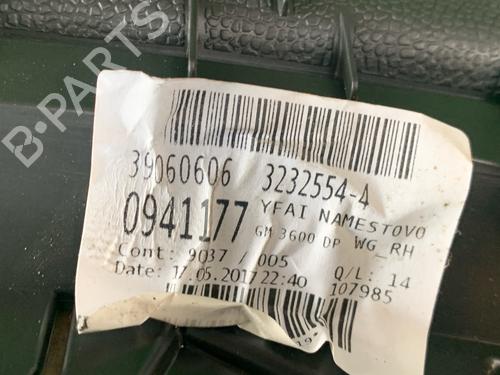 B-PARTS
39060606 3232554-4
0941177 YFAI NAMESTOVO
GM 3600 DP WG_RH
Cont: 9037 / 005 Q/L: 14
Date: 17.05.2017 22:40 107985